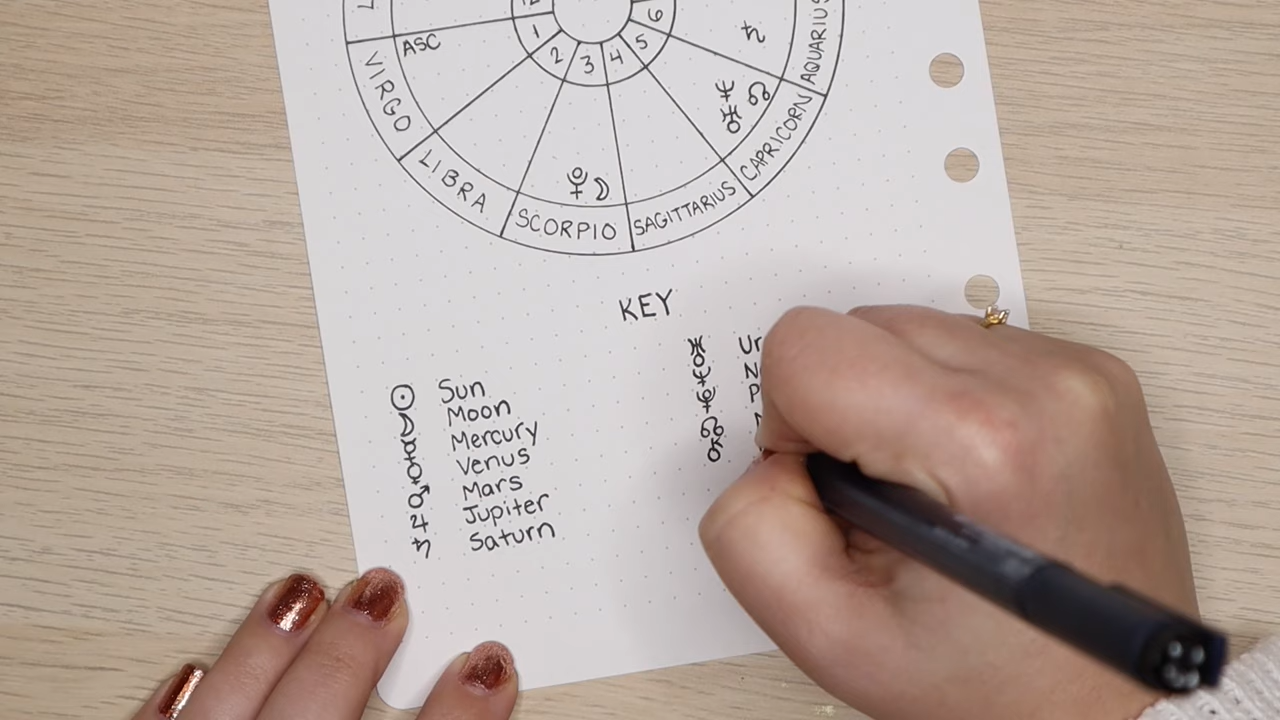 ASC
1
2
3
4
5
6
VIRGO
LIBRA
SCORPIO
SAGITTARIUS
CAPRICORN
AQUARIUS
KEY
☉ Sun
☽ Moon
☿ Mercury
♀ Venus
♂ Mars
♃ Jupiter
♄ Saturn